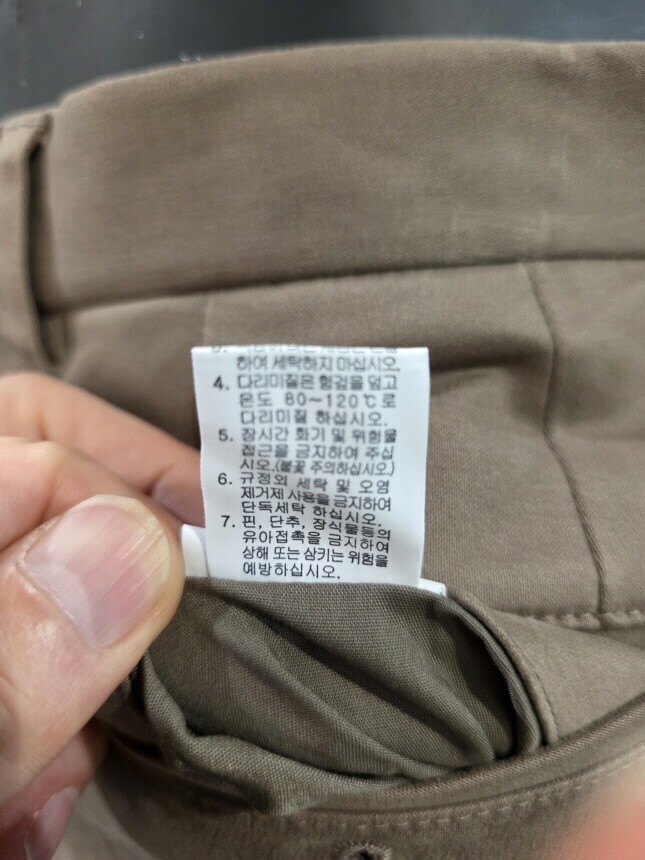 하여 세탁하지 마십시오.
4. 다리미질은 헝겊을 덮고
온도 80~120℃로
다리미질 하십시오.
5. 장시간 화기 및 위험물
접근을 금지하여 주십
시오.(불꽃 주의하십시오.)
6. 규정외 세탁 및 오염
제거제 사용을 금지하여
단독세탁 하십시오.
7. 핀, 단추, 장식물등의
유아접촉을 금지하여
상해 또는 삼키는 위험을
예방하십시오.